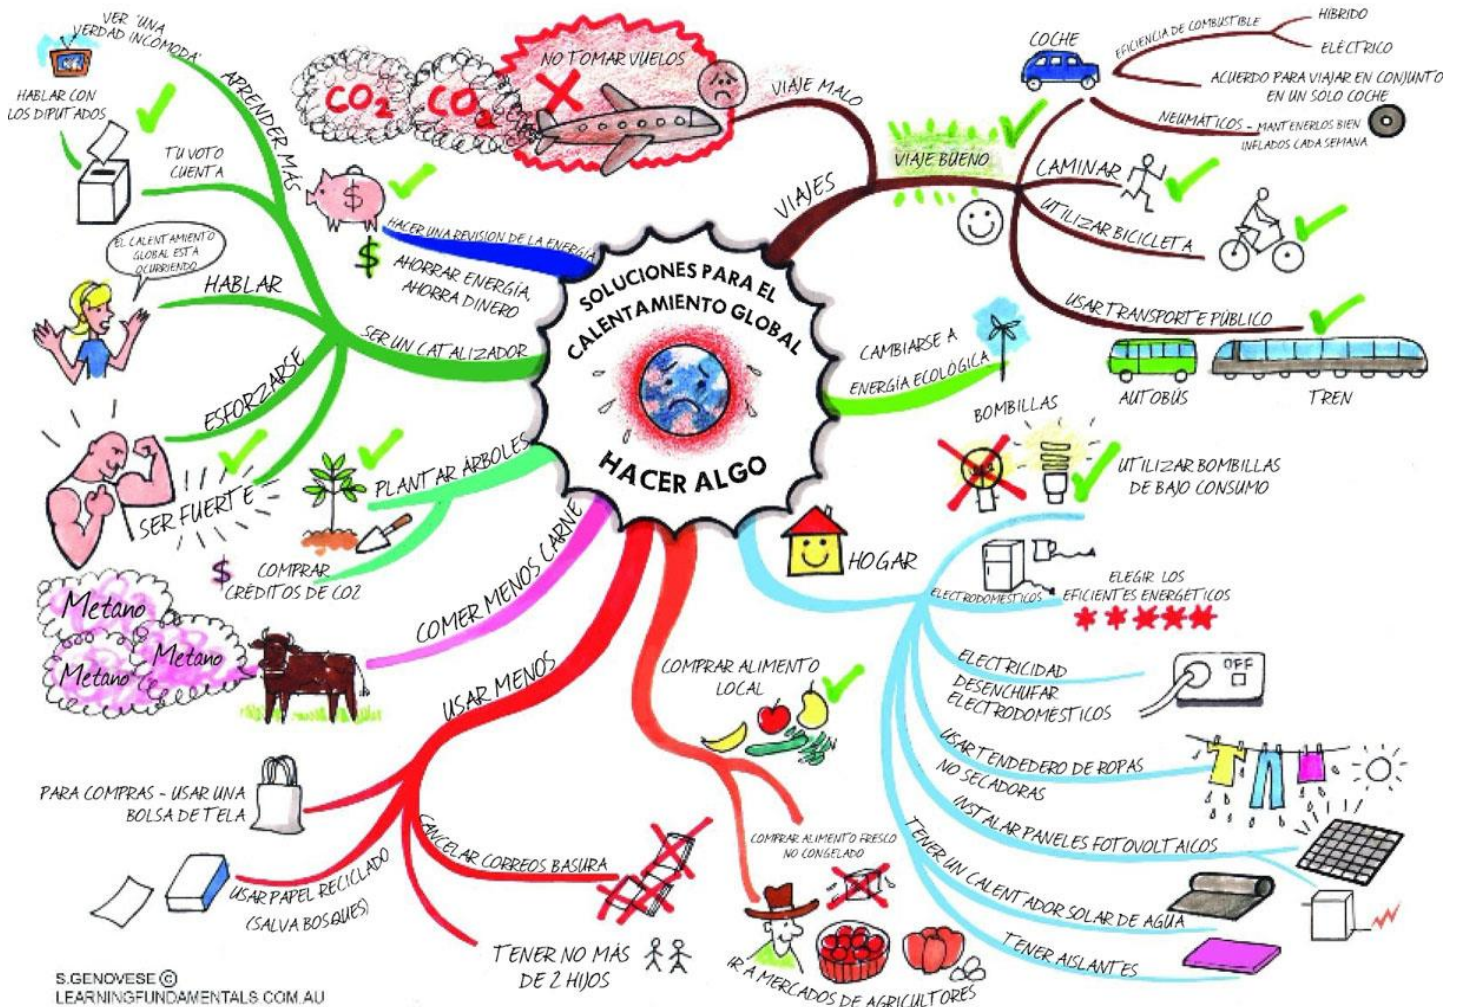 SOLUCIONES PARA EL
CALENTAMIENTO GLOBAL
HACER ALGO
VIAJES
VIAJE MALO
NO TOMAR VUELOS
CO2
CO2
VIAJE BUENO
COCHE
EFICIENCIA DE COMBUSTIBLE
HÍBRIDO
ELÉCTRICO
ACUERDO PARA VIAJAR EN CONJUNTO
EN UN SOLO COCHE
NEUMÁTICOS - MANTENERLOS BIEN
INFLADOS CADA SEMANA
CAMINAR
UTILIZAR BICICLETA
USAR TRANSPORTE PÚBLICO
AUTOBÚS
TREN
CAMBIARSE A
ENERGÍA ECOLÓGICA
HOGAR
BOMBILLAS
UTILIZAR BOMBILLAS
DE BAJO CONSUMO
ELECTRODOMÉSTICOS
ELEGIR LOS
EFICIENTES ENERGÉTICOS
ELECTRICIDAD
DESENCHUFAR
ELECTRODOMÉSTICOS
OFF
USAR TENDEDERO DE ROPAS
NO SECADORAS
INSTALAR PANELES FOTOVOLTAICOS
TENER UN CALENTADOR SOLAR DE AGUA
TENER AISLANTES
COMPRAR ALIMENTO
LOCAL
COMPRAR ALIMENTO FRESCO
NO CONGELADO
IR A MERCADOS DE AGRICULTORES
USAR MENOS
PARA COMPRAS - USAR UNA
BOLSA DE TELA
USAR PAPEL RECICLADO
(SALVA BOSQUES)
CANCELAR CORREOS BASURA
TENER NO MÁS
DE 2 HIJOS
COMER MENOS CARNE
Metano
Metano
Metano
PLANTAR ÁRBOLES
$ COMPRAR
CRÉDITOS DE CO2
SER UN CATALIZADOR
APRENDER MÁS
VER "UNA
VERDAD INCÓMODA"
HABLAR CON
LOS DIPUTADOS
TU VOTO
CUENTA
HABLAR
EL CALENTAMIENTO
GLOBAL ESTÁ
OCURRIENDO
ESFORZARSE
SER FUERTE
HACER UNA REVISIÓN DE LA ENERGÍA
$
$
AHORRAR ENERGÍA,
AHORRA DINERO
S.GENOVESE ©
LEARNINGFUNDAMENTALS.COM.AU